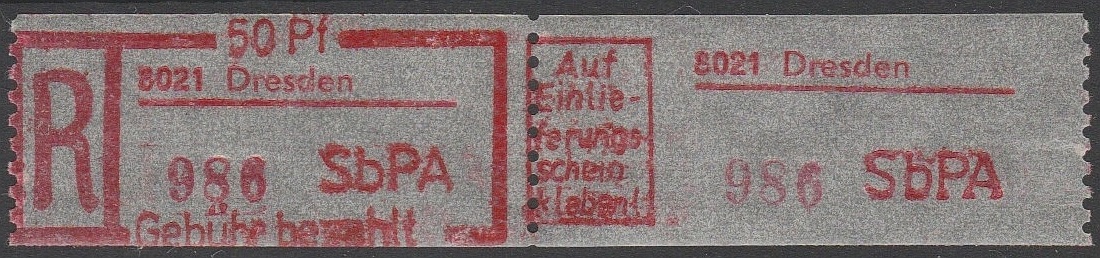 50 Pf
R
8021 Dresden
986 SbPA
Gebühr bezahlt
Auf
Einlie-
ferungs
schein
kleben!
8021 Dresden
986 SbPA